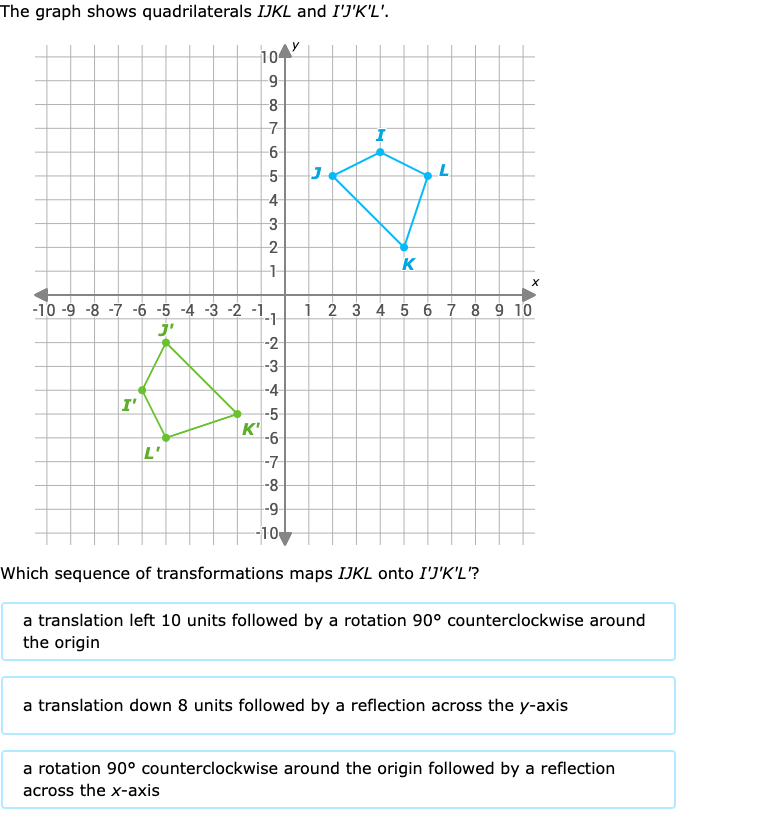 The graph shows quadrilaterals IJKL and I'J'K'L'.
y
10
9
8
7
I
6
J
5
L
4
3
2
K
1
x
-10 -9 -8 -7 -6 -5 -4 -3 -2 -1 1 2 3 4 5 6 7 8 9 10
-1
J'
-2
-3
-4
I'
-5
K'
-6
L'
-7
-8
-9
-10
Which sequence of transformations maps IJKL onto I'J'K'L'?
a translation left 10 units followed by a rotation 90° counterclockwise around
the origin
a translation down 8 units followed by a reflection across the y-axis
a rotation 90° counterclockwise around the origin followed by a reflection
across the x-axis